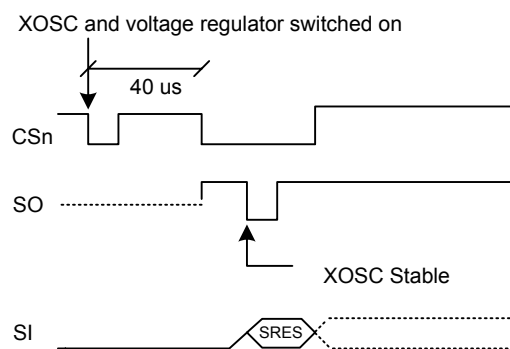 XOSC and voltage regulator switched on
40 us
CSn
SO
XOSC Stable
SI
SRES